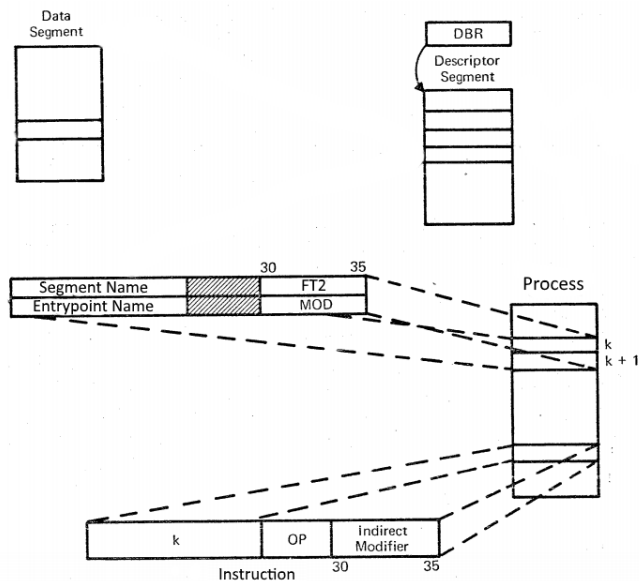 Data
Segment
DBR
Descriptor
Segment
30 35
Segment Name FT2
Entrypoint Name MOD
Process
k
k + 1
k OP Indirect
Modifier
30 35
Instruction